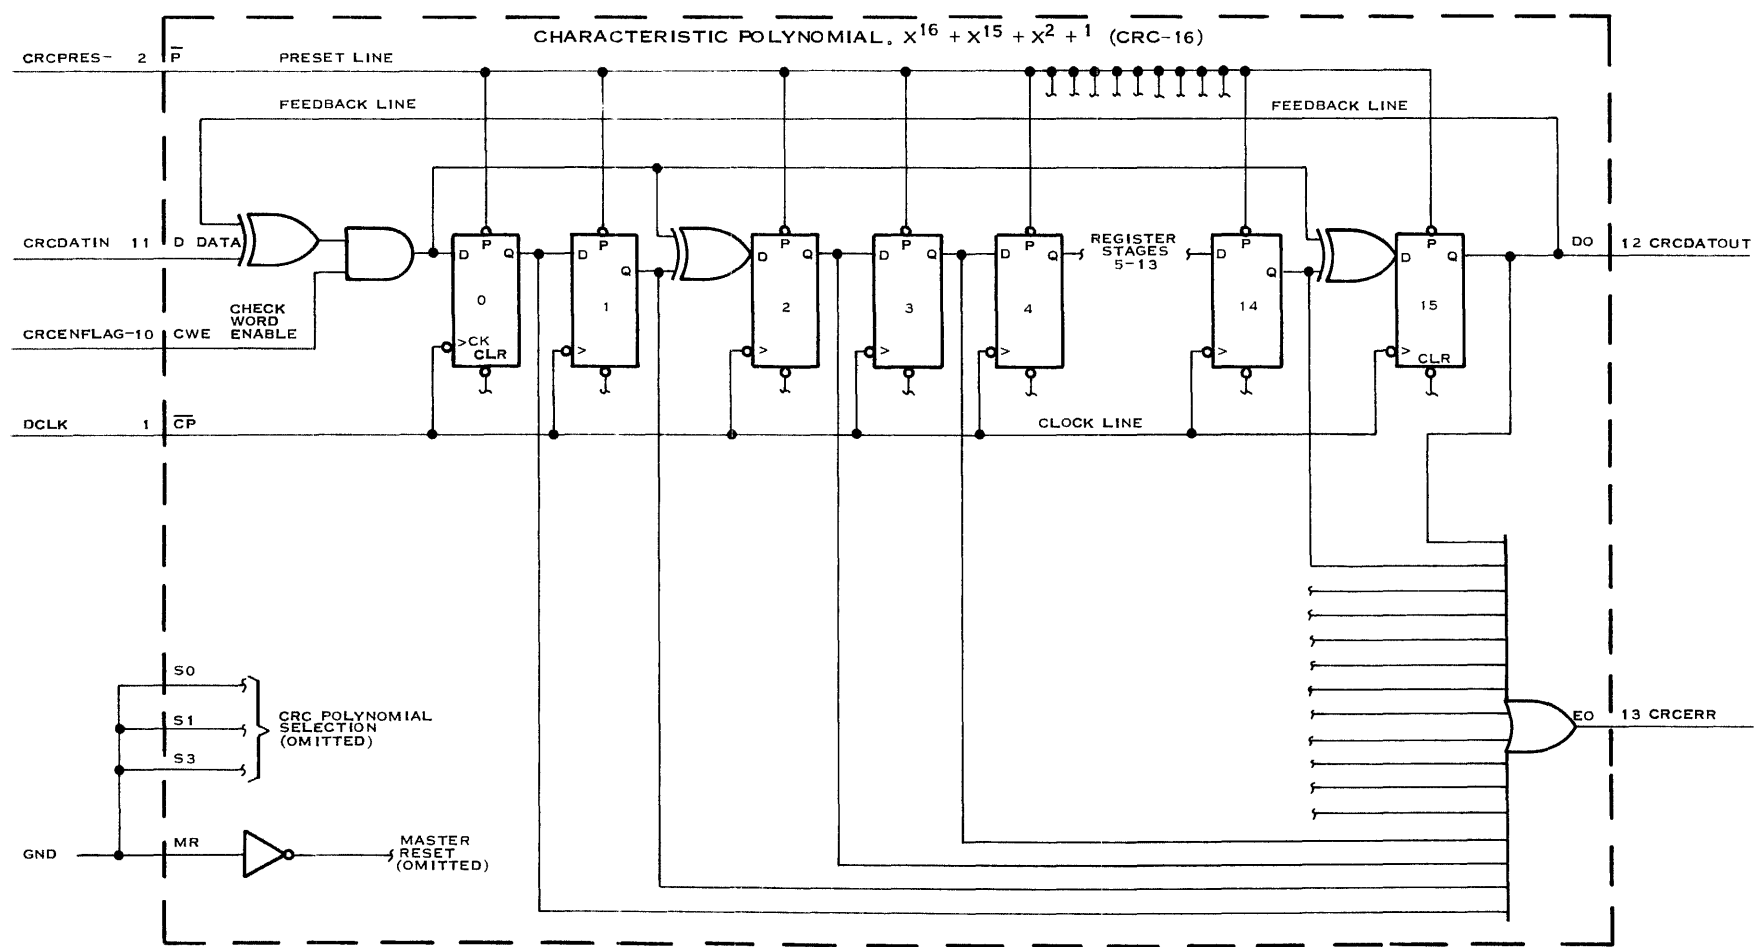 CHARACTERISTIC POLYNOMIAL. X16 + X15 + X2 + 1 (CRC-16)
CRCPRES- 2 P PRESET LINE
FEEDBACK LINE FEEDBACK LINE
CRCDATIN 11 D DATA
CHECK
WORD
ENABLE
CRCENFLAG-10 CWE
DCLK 1 CP
CLOCK LINE
P
D Q
0
>CK
CLR
P
D
Q
1
>
P
D Q
2
>
P
D Q
3
>
P
D Q
4
>
REGISTER
STAGES
5-13
P
D
Q
14
>
P
D Q
15
>
CLR
DO 12 CRCDATOUT
S0
S1
S3
CRC POLYNOMIAL
SELECTION
(OMITTED)
EO 13 CRCERR
GND MR
MASTER
RESET
(OMITTED)